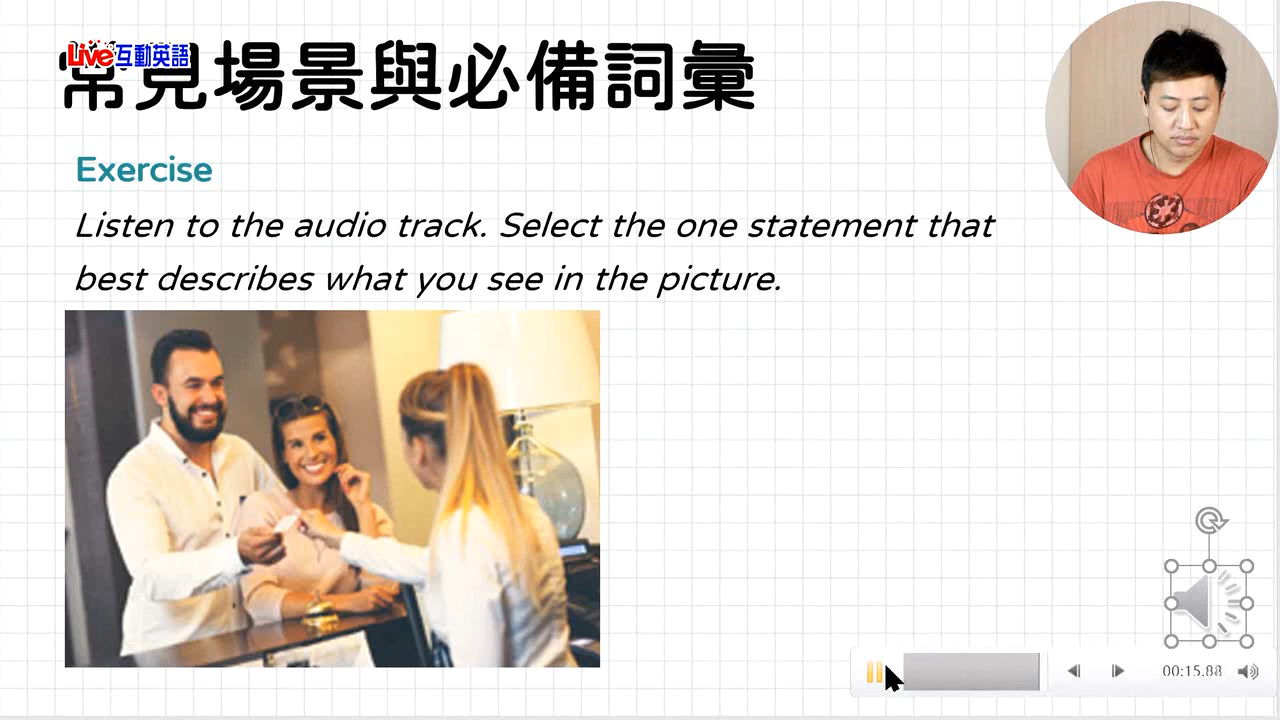 Live互動英語
常見場景與必備詞彙
Exercise
Listen to the audio track. Select the one statement that
best describes what you see in the picture.
00:15.88